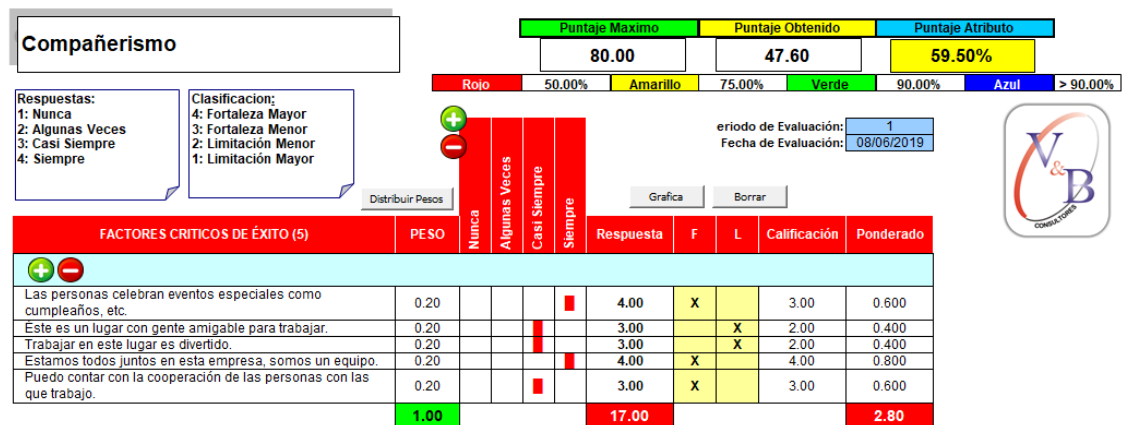 Compañerismo
Puntaje Maximo Puntaje Obtenido Puntaje Atributo
80.00 47.60 59.50%
Rojo 50.00% Amarillo 75.00% Verde 90.00% Azul > 90.00%
Respuestas:
1: Nunca
2: Algunas Veces
3: Casi Siempre
4: Siempre
Clasificacion:
4: Fortaleza Mayor
3: Fortaleza Menor
2: Limitación Menor
1: Limitación Mayor
eriodo de Evaluación: 1
Fecha de Evaluación: 08/06/2019
V&B
CONSULTORES
Distribuir Pesos
Grafica
Borrar
FACTORES CRITICOS DE ÉXITO (5) PESO Nunca Algunas Veces Casi Siempre Siempre Respuesta F L Calificación Ponderado
Las personas celebran eventos especiales como
cumpleaños, etc. 0.20 4.00 X 3.00 0.600
Éste es un lugar con gente amigable para trabajar. 0.20 3.00 X 2.00 0.400
Trabajar en este lugar es divertido. 0.20 3.00 X 2.00 0.400
Estamos todos juntos en esta empresa, somos un equipo. 0.20 4.00 X 4.00 0.800
Puedo contar con la cooperación de las personas con las
que trabajo. 0.20 3.00 X 3.00 0.600
1.00 17.00 2.80